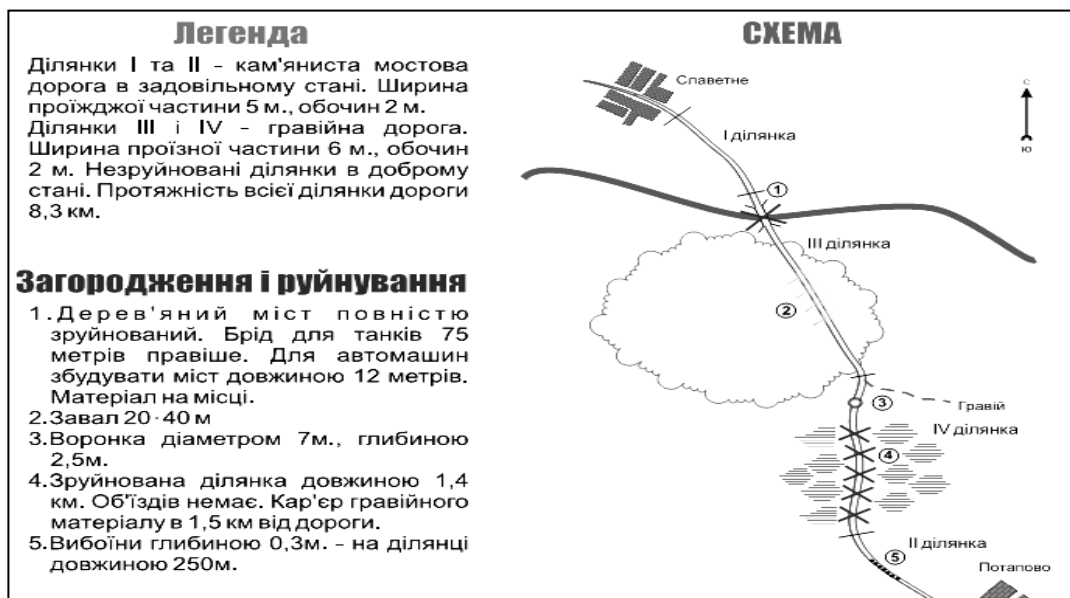 Легенда
Ділянки I та II - кам'яниста мостова
дорога в задовільному стані. Ширина
проїжджої частини 5 м., обочин 2 м.
Ділянки III і IV - гравійна дорога.
Ширина проїзної частини 6 м., обочин
2 м. Незруйновані ділянки в доброму
стані. Протяжність всієї ділянки дороги
8,3 км.
Загородження і руйнування
1. Дерев'яний міст повністю
зруйнований. Брід для танків 75
метрів правіше. Для автомашин
збудувати міст довжиною 12 метрів.
Матеріал на місці.
2. Завал 20-40 м
3. Воронка діаметром 7м., глибиною
2,5м.
4. Зруйнована ділянка довжиною 1,4
км. Об'їздів немає. Кар'єр гравійного
матеріалу в 1,5 км від дороги.
5. Вибоїни глибиною 0,3м. - на ділянці
довжиною 250м.
СХЕМА
Славетне
с
ю
I ділянка
1
III ділянка
2
3
Гравій
IV ділянка
4
II ділянка
5
Потапово